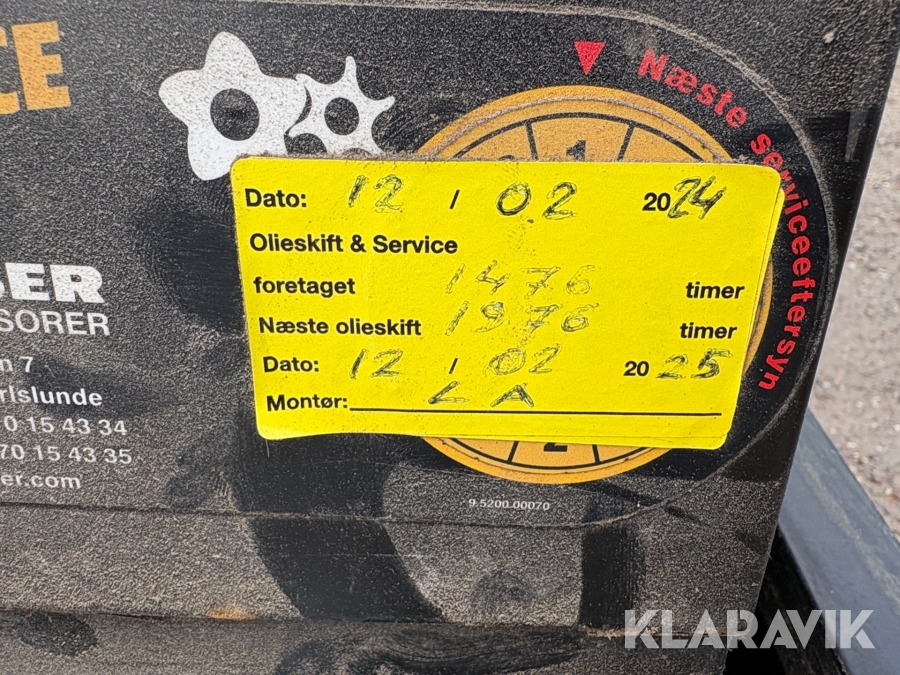 CE
Næste serviceeftersyn
1
Dato: 12 / 02 2024
Olieskift & Service
foretaget 1476 timer
Næste olieskift 1976 timer
Dato: 12 / 02 2025
Montør: L A
2
SER
SORER
n 7
rlslunde
0 15 43 34
70 15 43 35
er.com
9.5200.00070
KLARAVIK